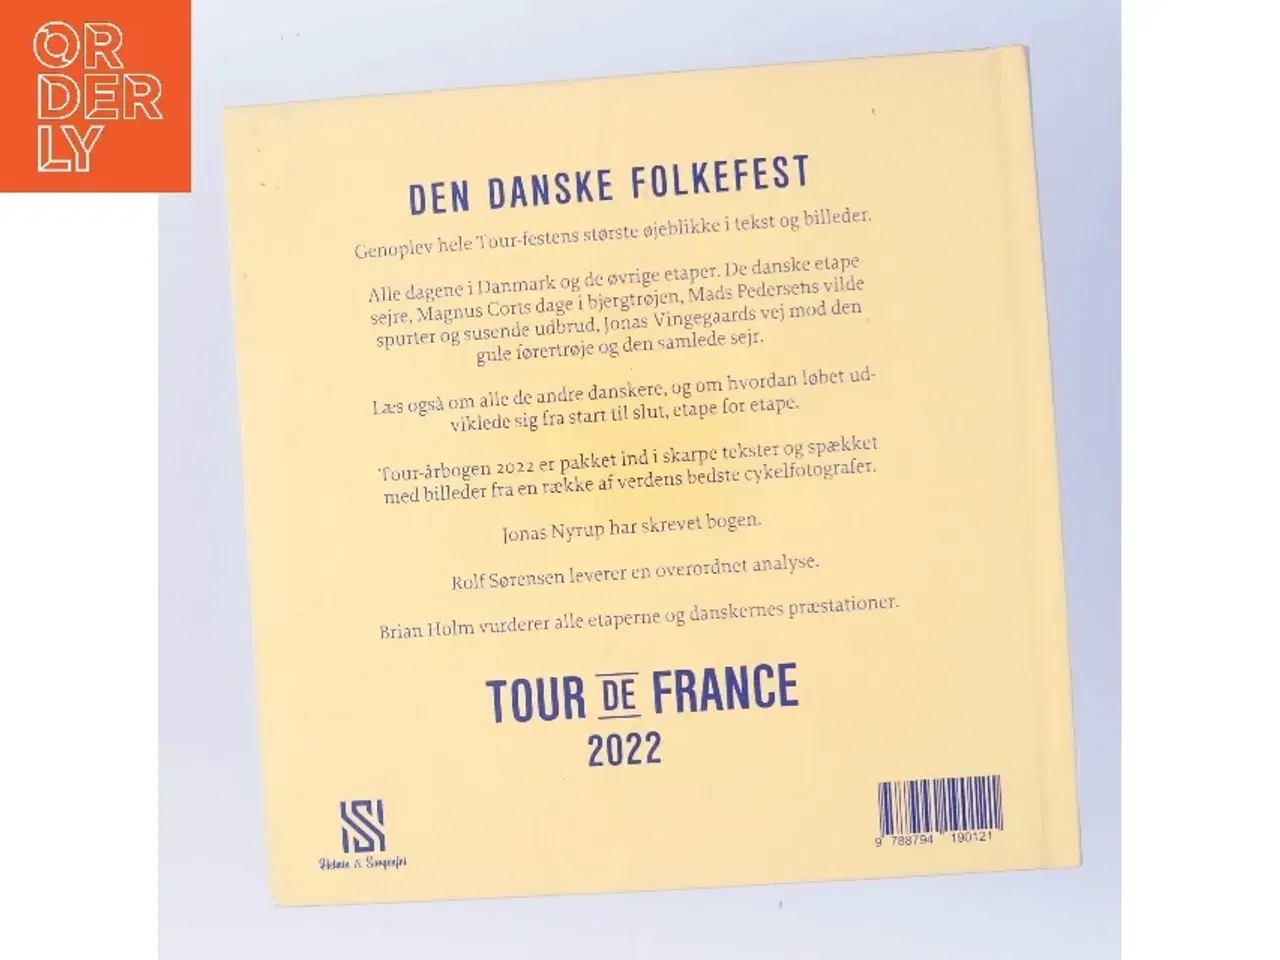 OR
DER
LY
DEN DANSKE FOLKEFEST
Genoplev hele Tour-festens største øjeblikke i tekst og billeder.
Alle dagene i Danmark og de øvrige etaper. De danske etape
sejre, Magnus Corts dage i bjergtrøjen, Mads Pedersens vilde
spurter og susende udbrud, Jonas Vingegaards vej mod den
gule førertrøje og den samlede sejr.
Læs også om alle de andre danskere, og om hvordan løbet ud-
viklede sig fra start til slut, etape for etape.
Tour-årbogen 2022 er pakket ind i skarpe tekster og spækket
med billeder fra en række af verdens bedste cykelfotografer.
Jonas Nyrup har skrevet bogen.
Rolf Sørensen leverer en overordnet analyse.
Brian Holm vurderer alle etaperne og danskernes præstationer.
TOUR DE FRANCE
2022
9 788794 190121